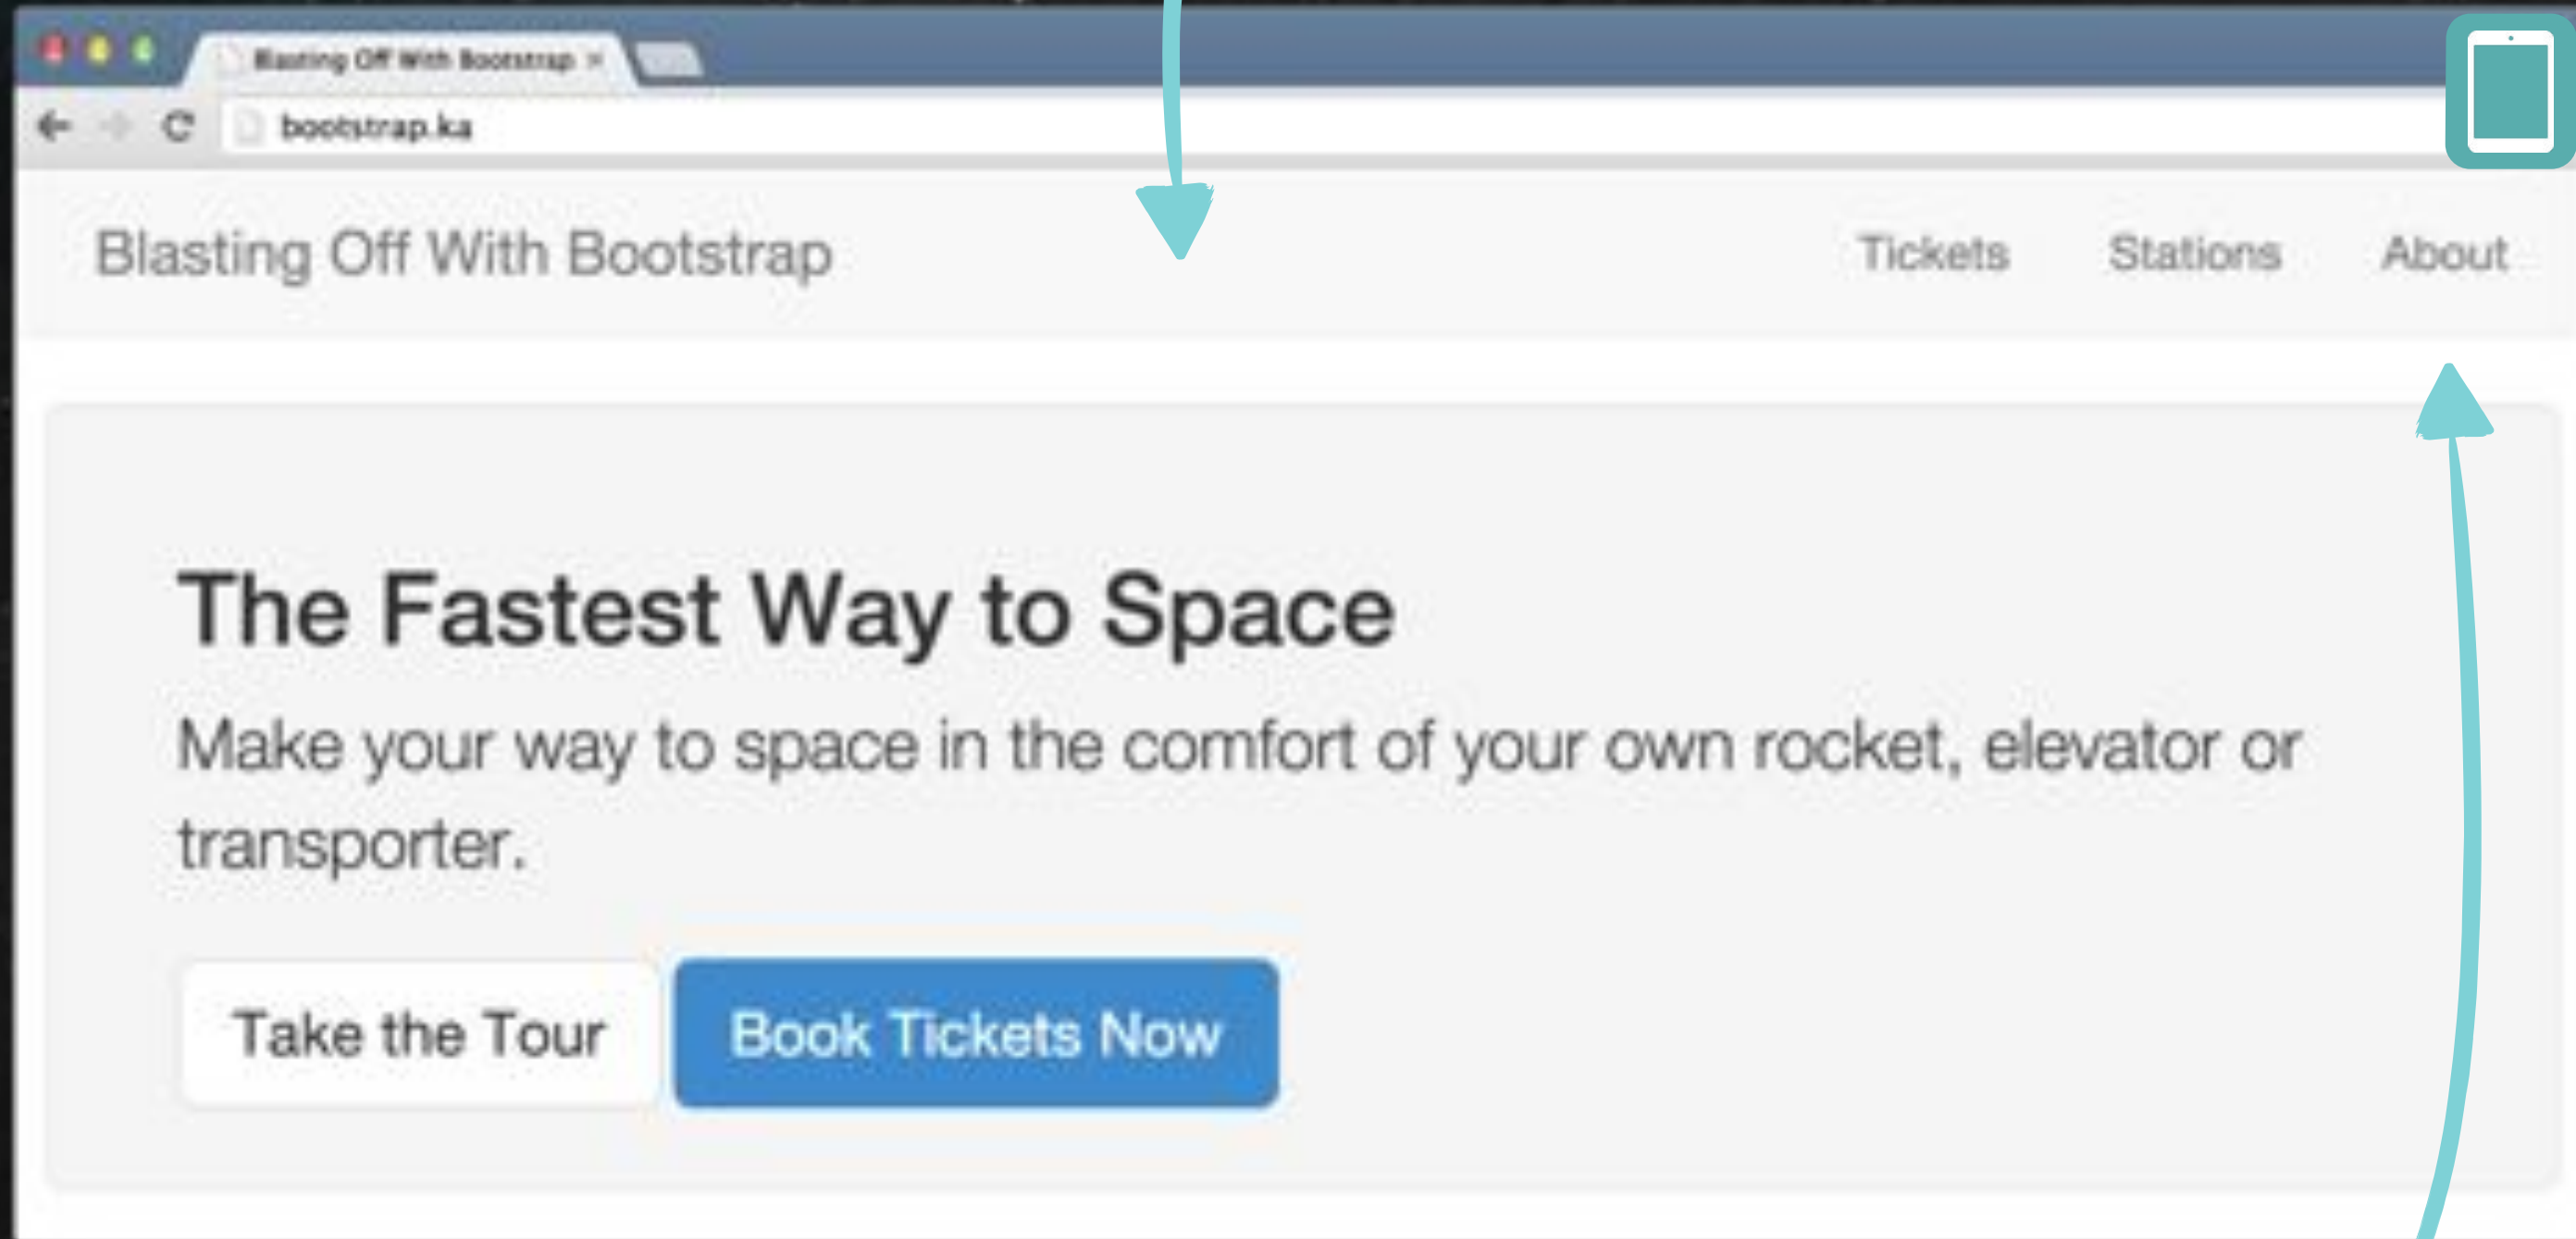 Blasting Off With Bootstrap
bootstrap.ka
Blasting Off With Bootstrap
Tickets Stations About
The Fastest Way to Space
Make your way to space in the comfort of your own rocket, elevator or
transporter.
Take the Tour
Book Tickets Now